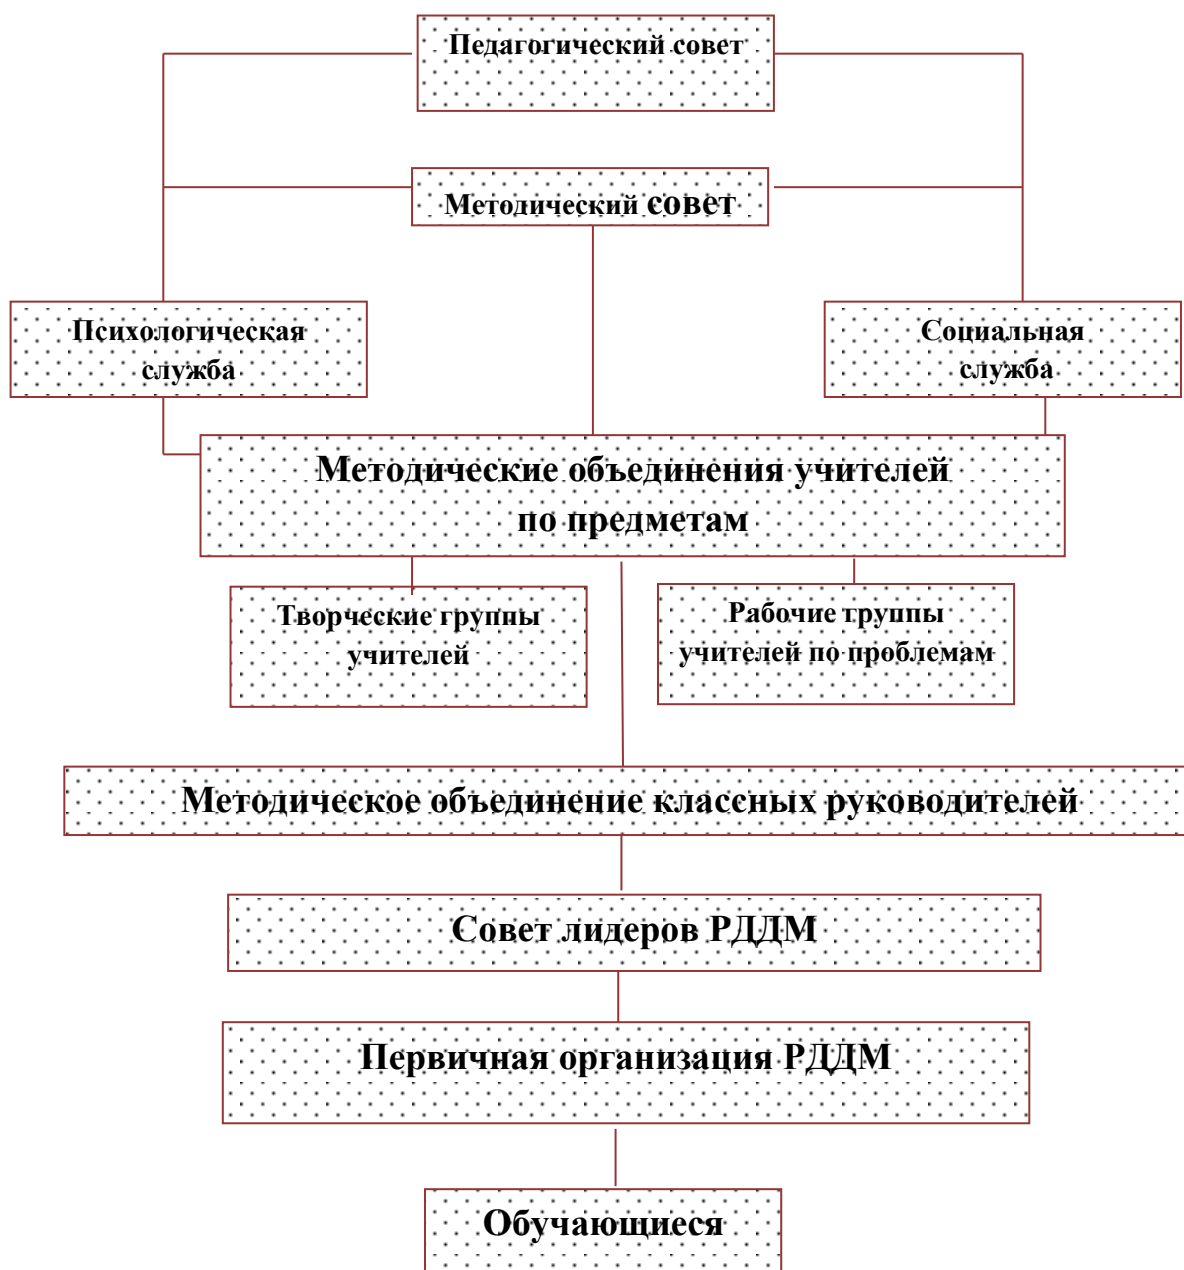 Педагогический совет
Методический совет
Психологическая
служба
Социальная
служба
Методические объединения учителей
по предметам
Творческие группы
учителей
Рабочие группы
учителей по проблемам
Методическое объединение классных руководителей
Совет лидеров РДДМ
Первичная организация РДДМ
Обучающиеся